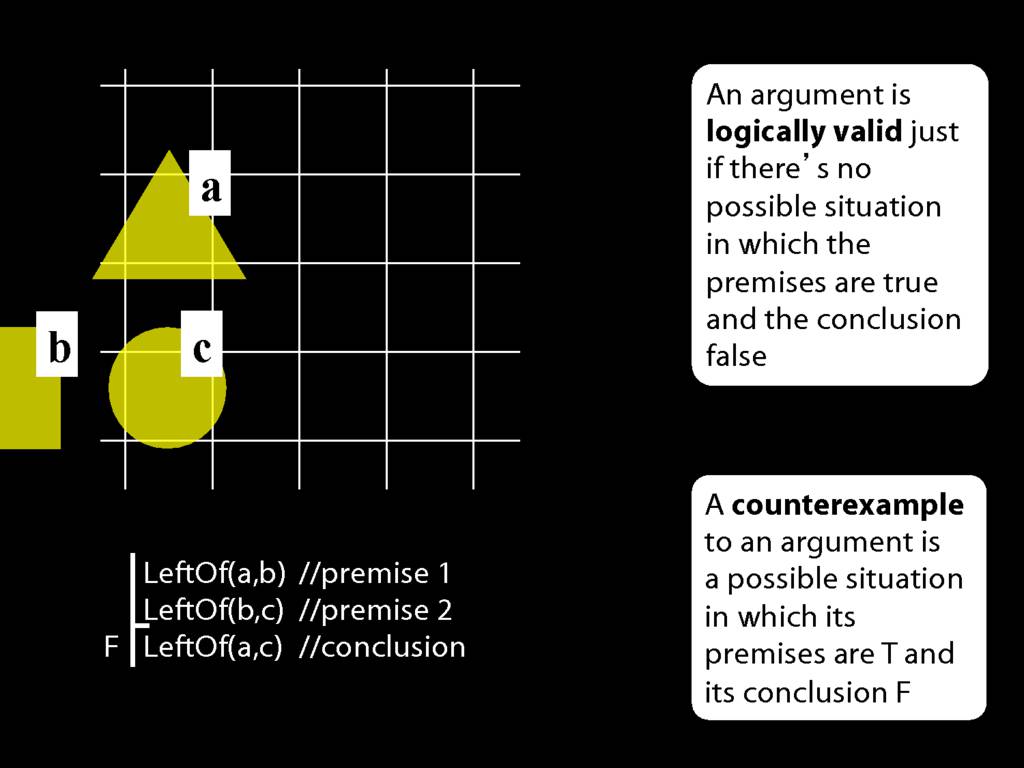 a
b
c
An argument is
logically valid just
if there’s no
possible situation
in which the
premises are true
and the conclusion
false
A counterexample
to an argument is
a possible situation
in which its
premises are T and
its conclusion F
LeftOf(a,b) //premise 1
LeftOf(b,c) //premise 2
F LeftOf(a,c) //conclusion